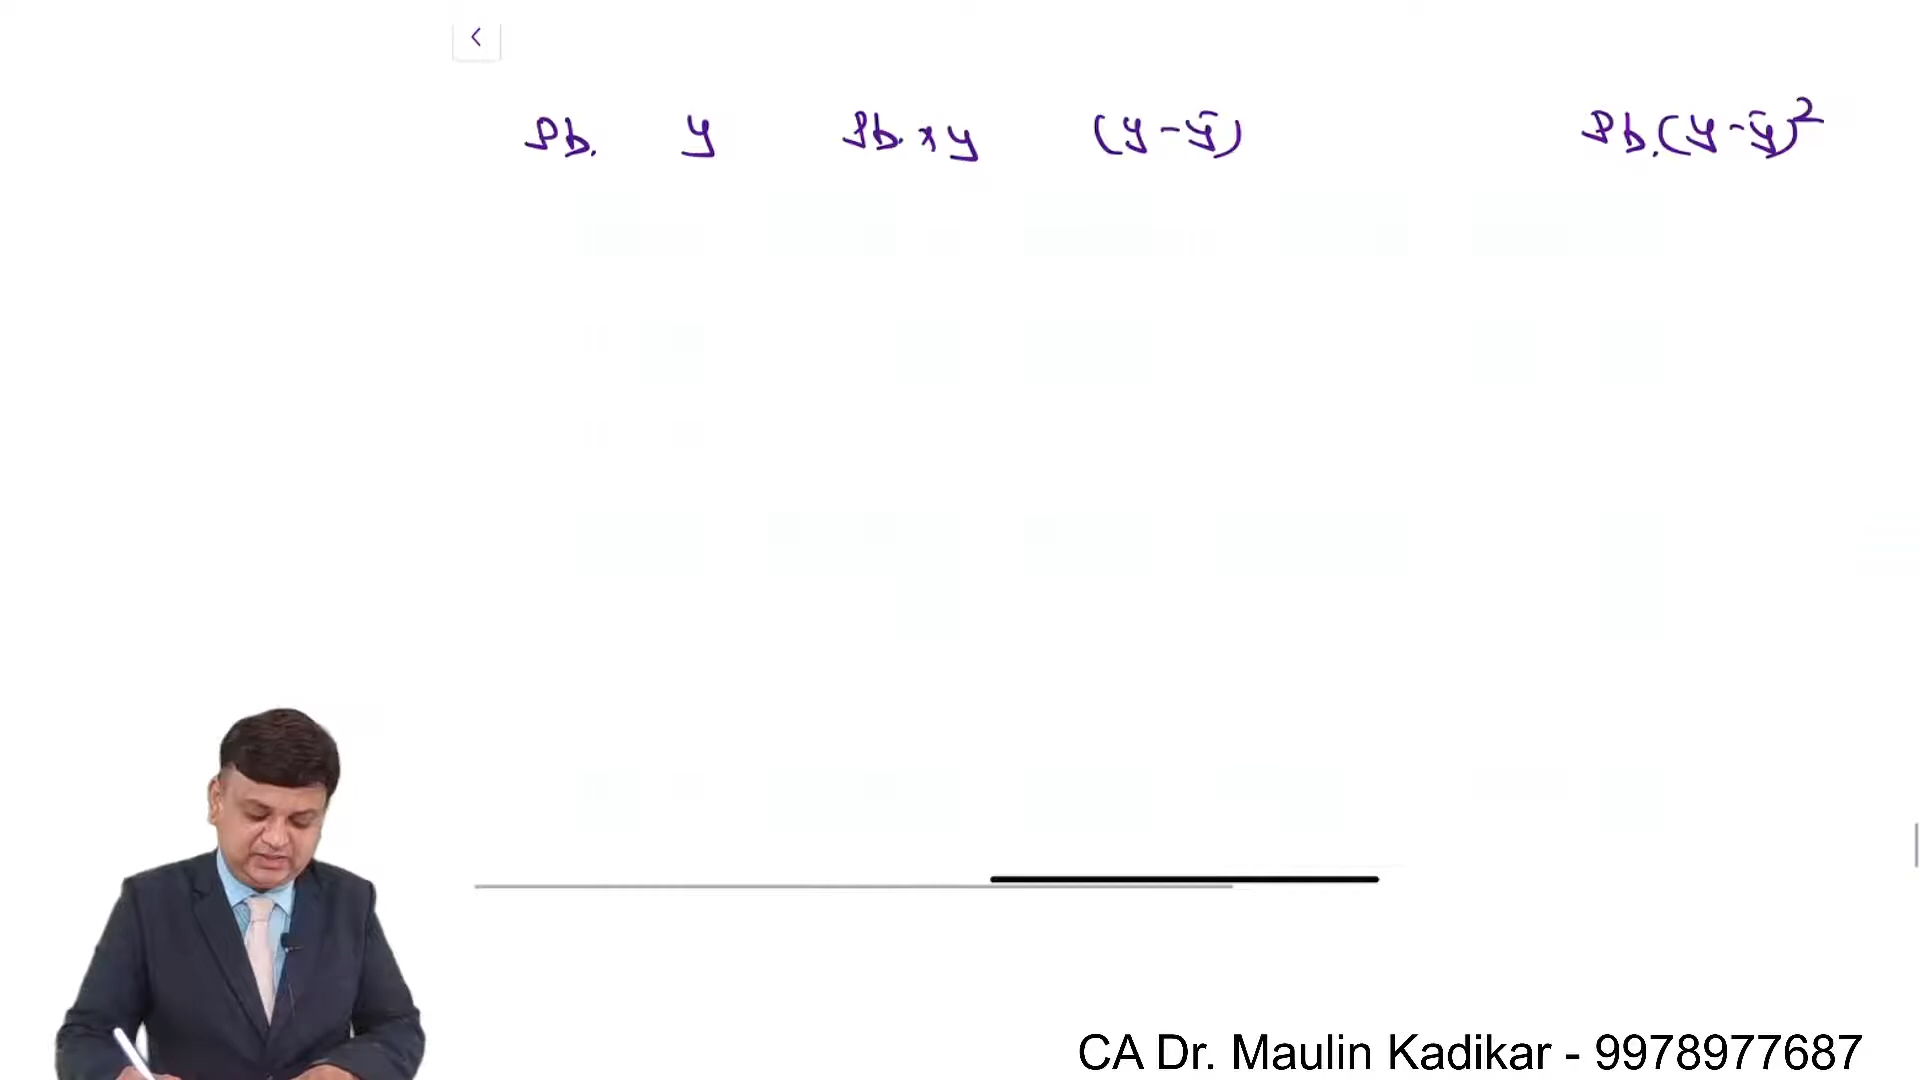 Pb. y Pb. × y (y - ȳ) Pb. (y - ȳ)²
CA Dr. Maulin Kadikar - 9978977687